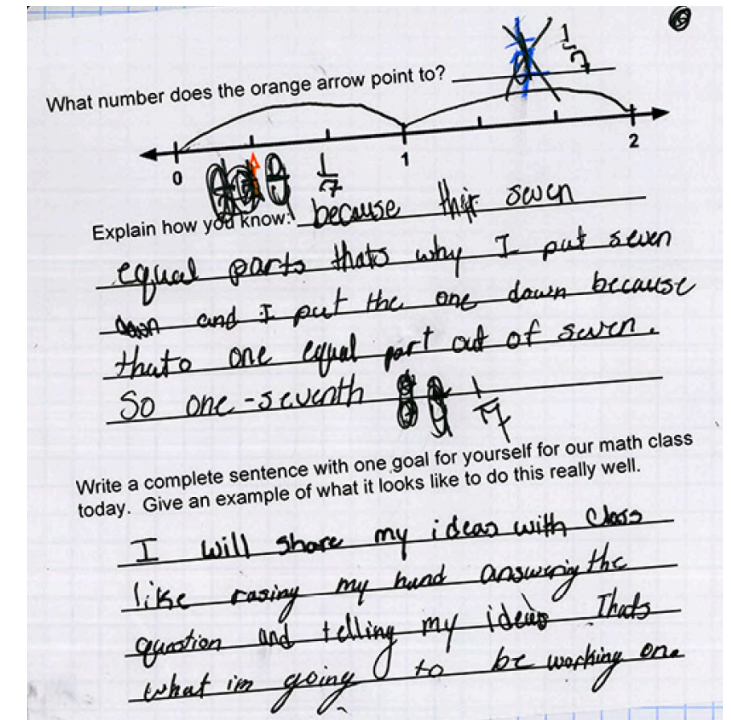 1/7
What number does the orange arrow point to?
0 1 2
1/7
Explain how you know: because this seven
equal parts thats why I put seven
down and I put the one down because
thats one equal part out of seven.
So one-seventh 1/7
Write a complete sentence with one goal for yourself for our math class
today. Give an example of what it looks like to do this really well.
I will share my ideas with class
like rasing my hand answering the
question and telling my ideas Thats
what im going to be working one